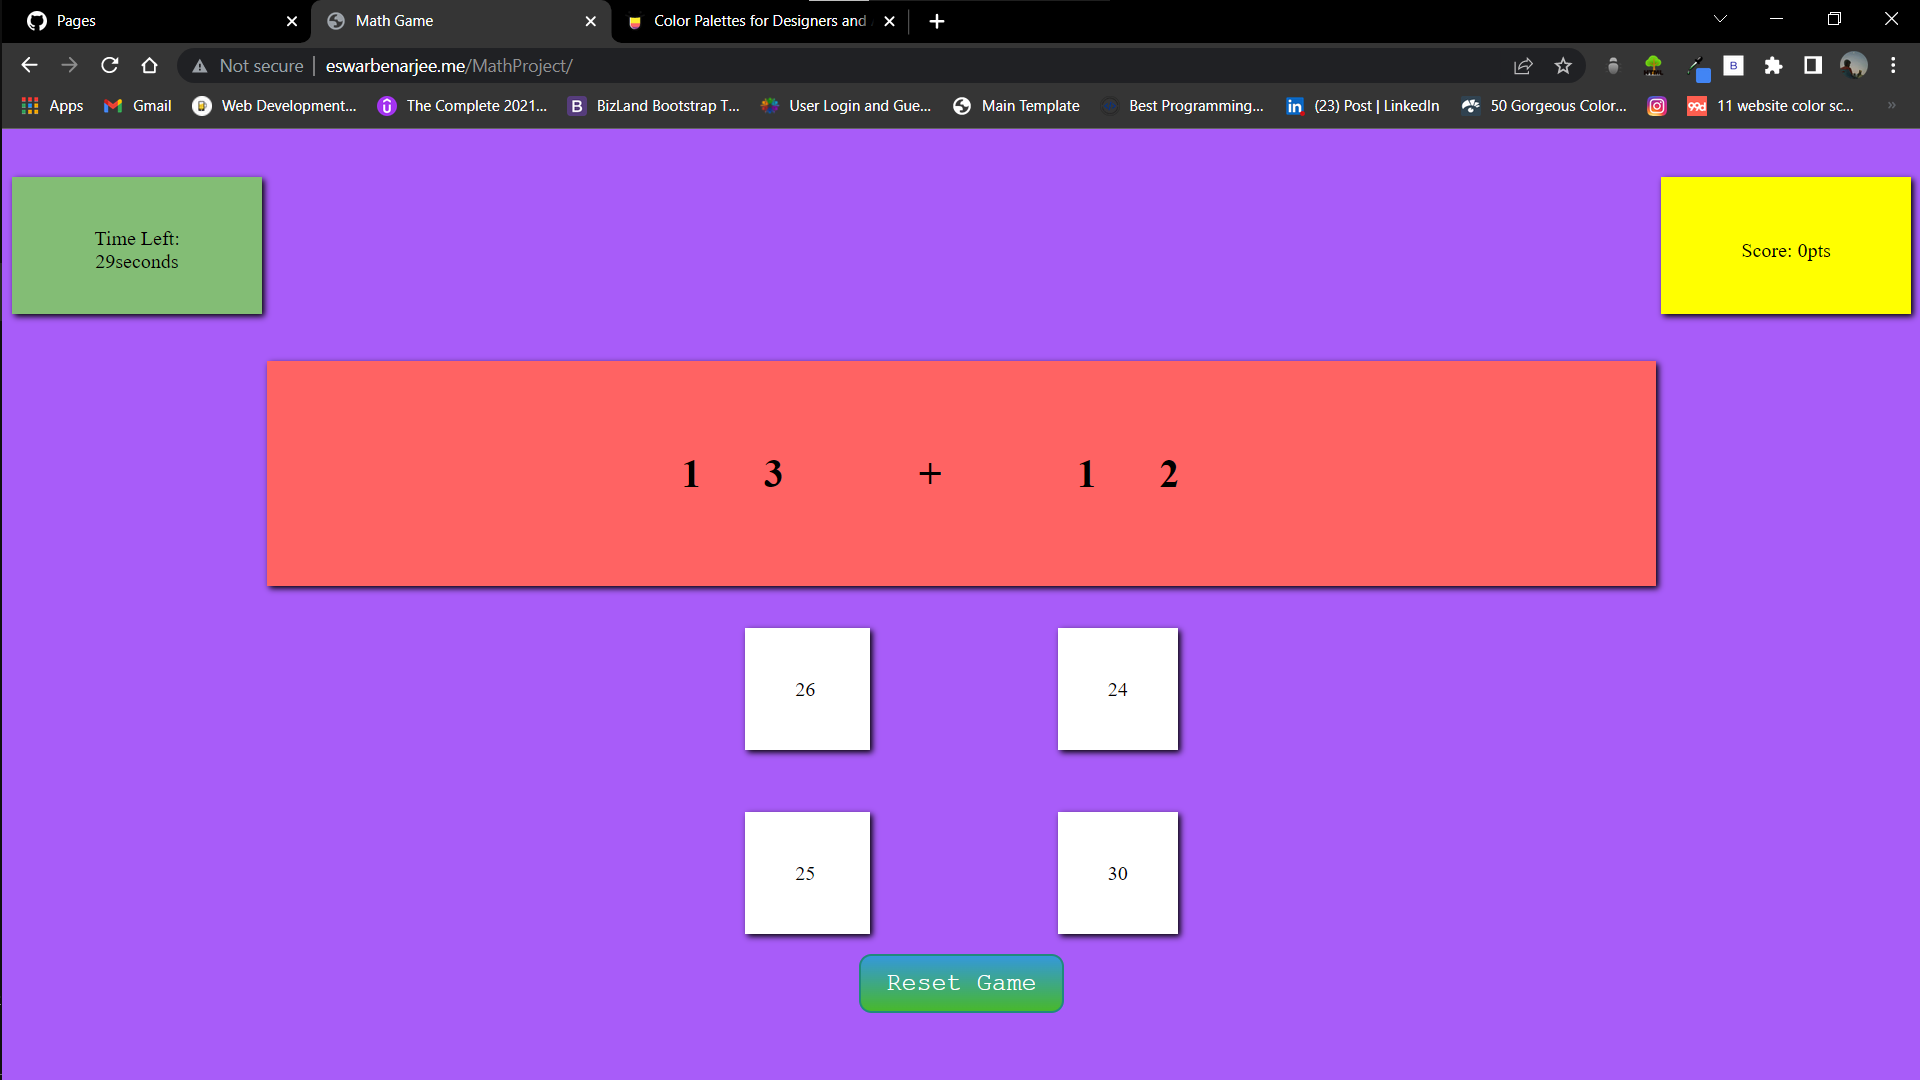 Pages
Math Game
Color Palettes for Designers and
Not secure
eswarbenarjee.me/MathProject/
Apps
Gmail
Web Development...
The Complete 2021...
B
BizLand Bootstrap T...
User Login and Gue...
Main Template
Best Programming...
in
(23) Post | LinkedIn
50 Gorgeous Color...
99d
11 website color sc...
»
B
Time Left:
29seconds
Score: 0pts
1 3 + 1 2
26
24
25
30
Reset Game